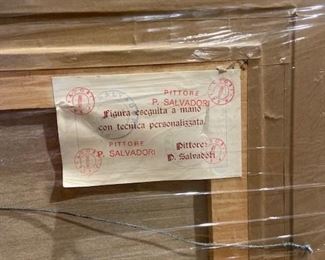 PITTORE
P. SALVADORI
Figura eseguita a mano
con tecnica personalizzata.
PITTORE
P. SALVADORI
Pittore:
P. Salvadori